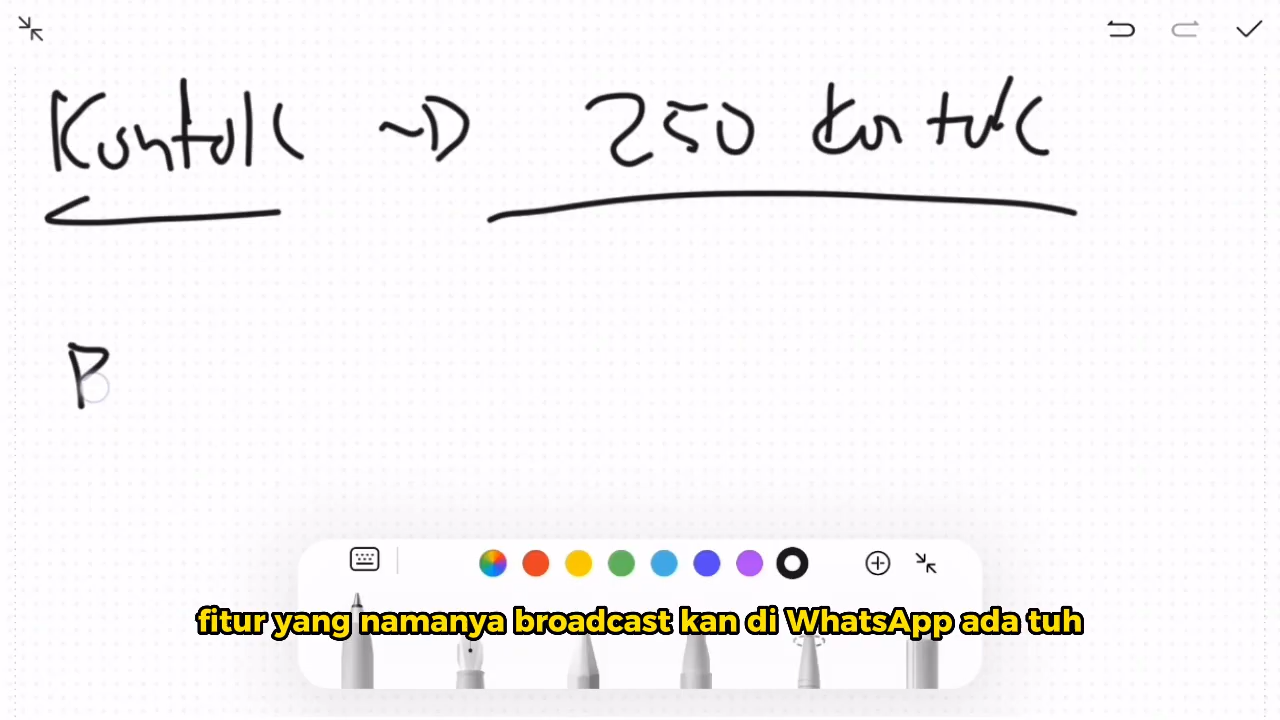 Kontak ~D 250 kontak
B
fitur yang namanya broadcast kan di WhatsApp ada tuh